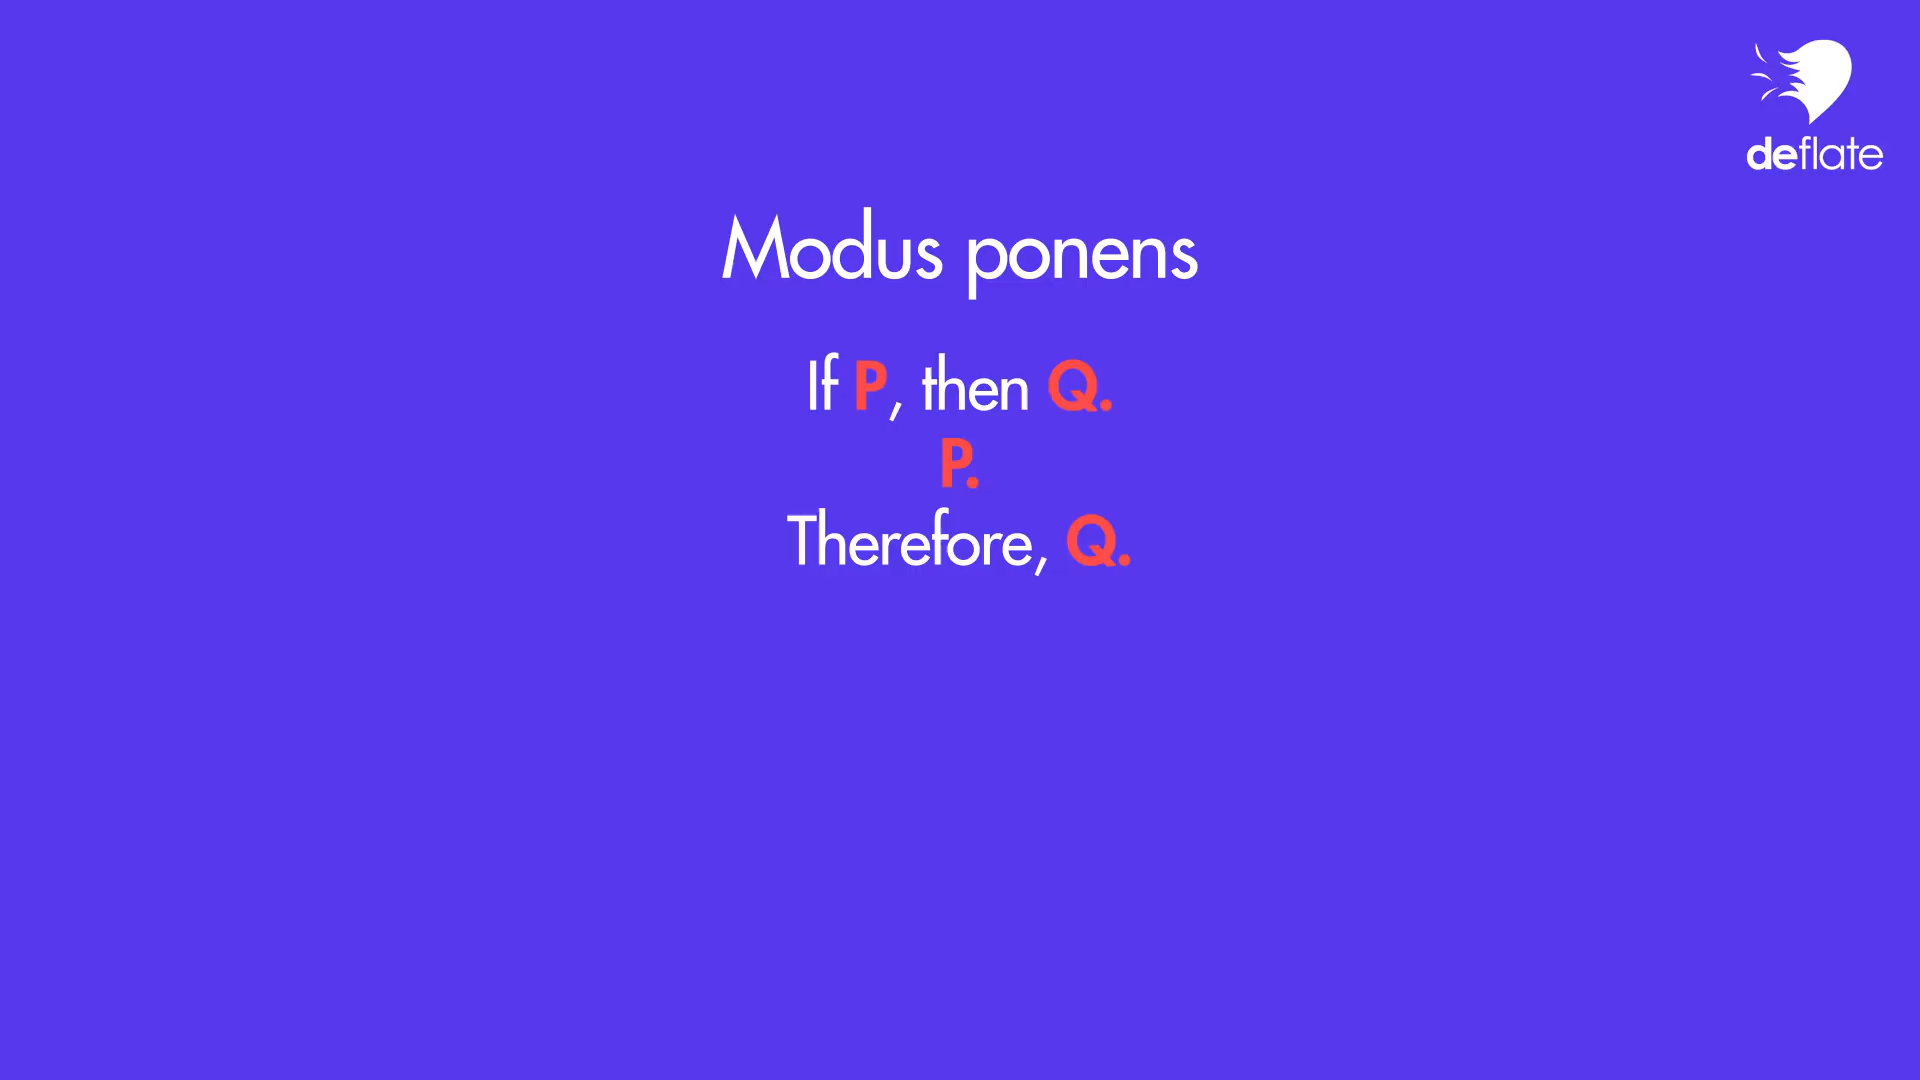 deflate
Modus ponens
If P, then Q.
P.
Therefore, Q.